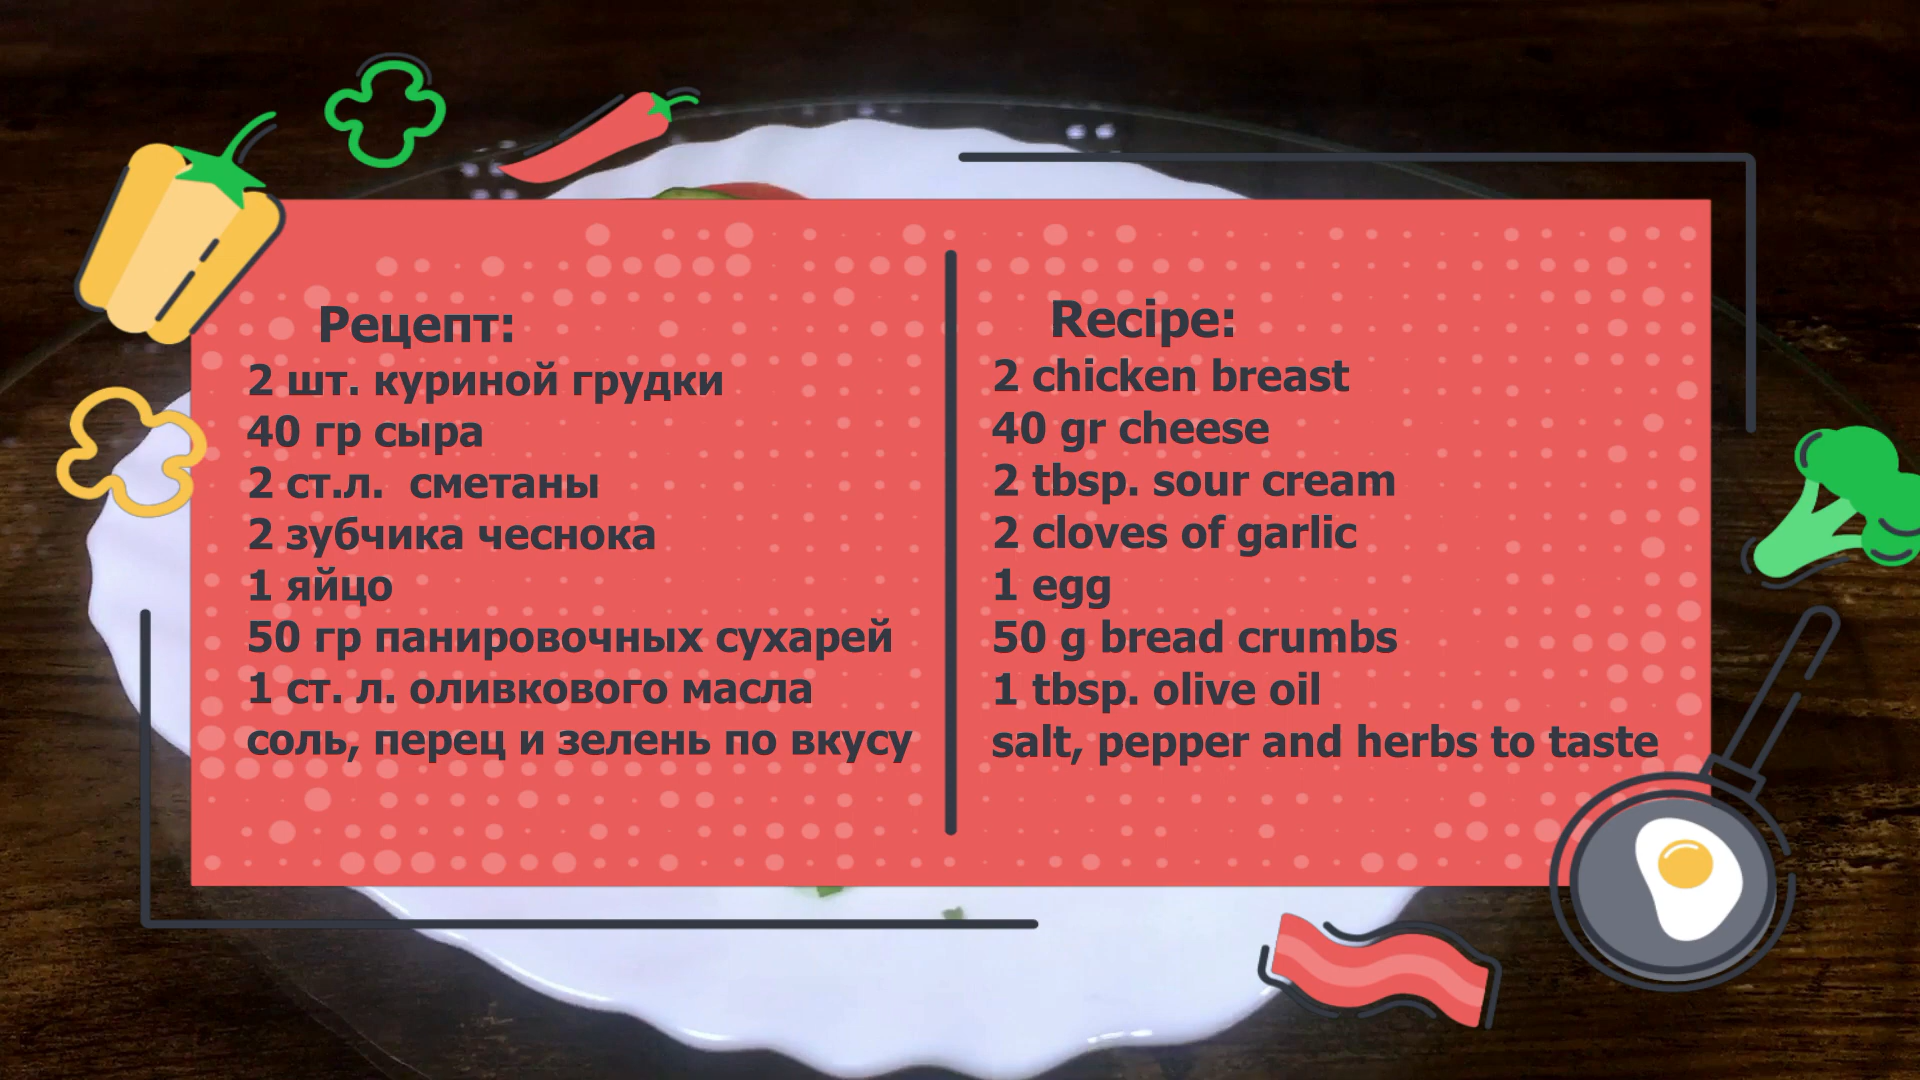 Рецепт:
2 шт. куриной грудки
40 гр сыра
2 ст.л.  сметаны
2 зубчика чеснока
1 яйцо
50 гр панировочных сухарей
1 ст. л. оливкового масла
соль, перец и зелень по вкусу
Recipe:
2 chicken breast
40 gr cheese
2 tbsp. sour cream
2 cloves of garlic
1 egg
50 g bread crumbs
1 tbsp. olive oil
salt, pepper and herbs to taste